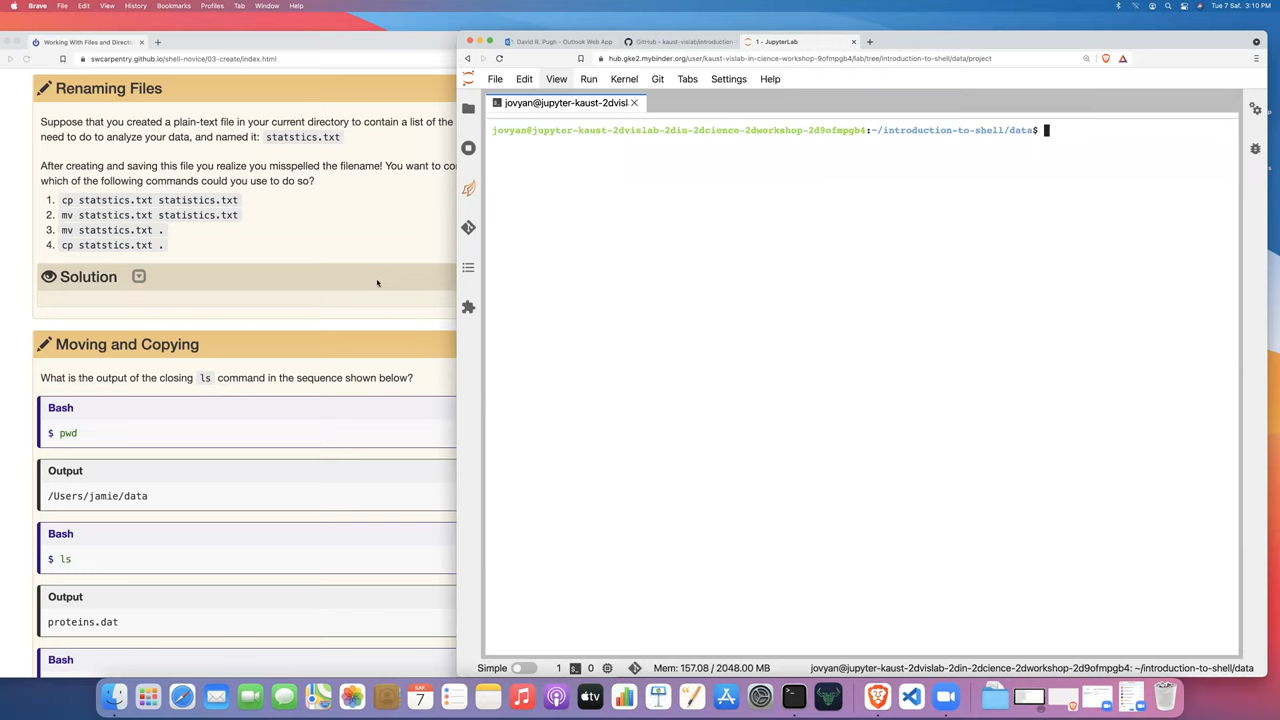 Brave File Edit View History Bookmarks Profiles Tab Window Help
Tue 7 Saf. 3:10 PM
Working With Files and Direct
swcarpentry.github.io/shell-novice/03-create/index.html
Renaming Files
Suppose that you created a plain-text file in your current directory to contain a list of the
need to do to analyze your data, and named it: statstics.txt
After creating and saving this file you realize you misspelled the filename! You want to co
which of the following commands could you use to do so?
1. cp statstics.txt statistics.txt
2. mv statstics.txt statistics.txt
3. mv statstics.txt .
4. cp statstics.txt .
Solution
Moving and Copying
What is the output of the closing ls command in the sequence shown below?
Bash
$ pwd
Output
/Users/jamie/data
Bash
$ ls
Output
proteins.dat
Bash
David R. Pugh - Outlook Web App
GitHub - kaust-vislab/introduction
1 - JupyterLab
hub.gke2.mybinder.org/user/kaust-vislab-in-cience-workshop-9ofmpgb4/lab/tree/introduction-to-shell/data/project
File Edit View Run Kernel Git Tabs Settings Help
jovyan@jupyter-kaust-2dvisl
jovyan@jupyter-kaust-2dvislab-2din-2dcience-2dworkshop-2d9ofmpgb4:~/introduction-to-shell/data$
Simple 1 0 Mem: 157.08 / 2048.00 MB
jovyan@jupyter-kaust-2dvislab-2din-2dcience-2dworkshop-2d9ofmpgb4: ~/introduction-to-shell/data
SAF.
7
tv